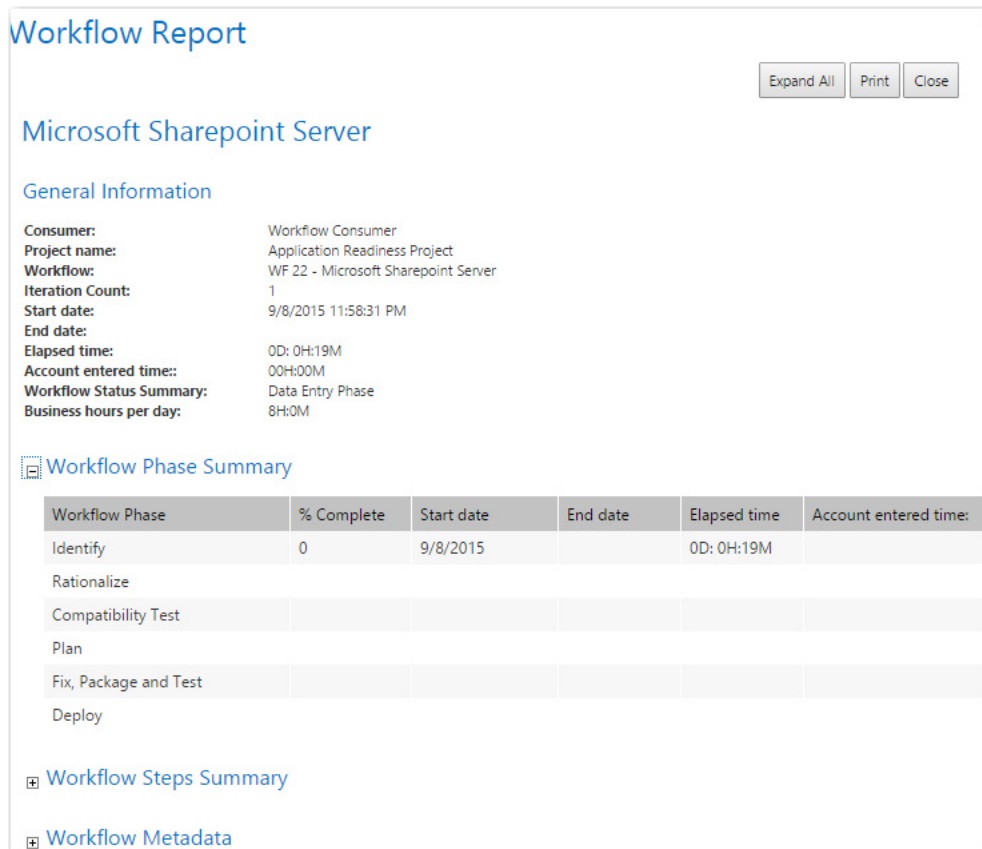 Workflow Report
Expand All Print Close
Microsoft Sharepoint Server
General Information
Consumer: Workflow Consumer
Project name: Application Readiness Project
Workflow: WF 22 - Microsoft Sharepoint Server
Iteration Count: 1
Start date: 9/8/2015 11:58:31 PM
End date:
Elapsed time: 0D: 0H:19M
Account entered time:: 00H:00M
Workflow Status Summary: Data Entry Phase
Business hours per day: 8H:0M
Workflow Phase Summary
Workflow Phase % Complete Start date End date Elapsed time Account entered time:
Identify 0 9/8/2015 0D: 0H:19M
Rationalize
Compatibility Test
Plan
Fix, Package and Test
Deploy
Workflow Steps Summary
Workflow Metadata